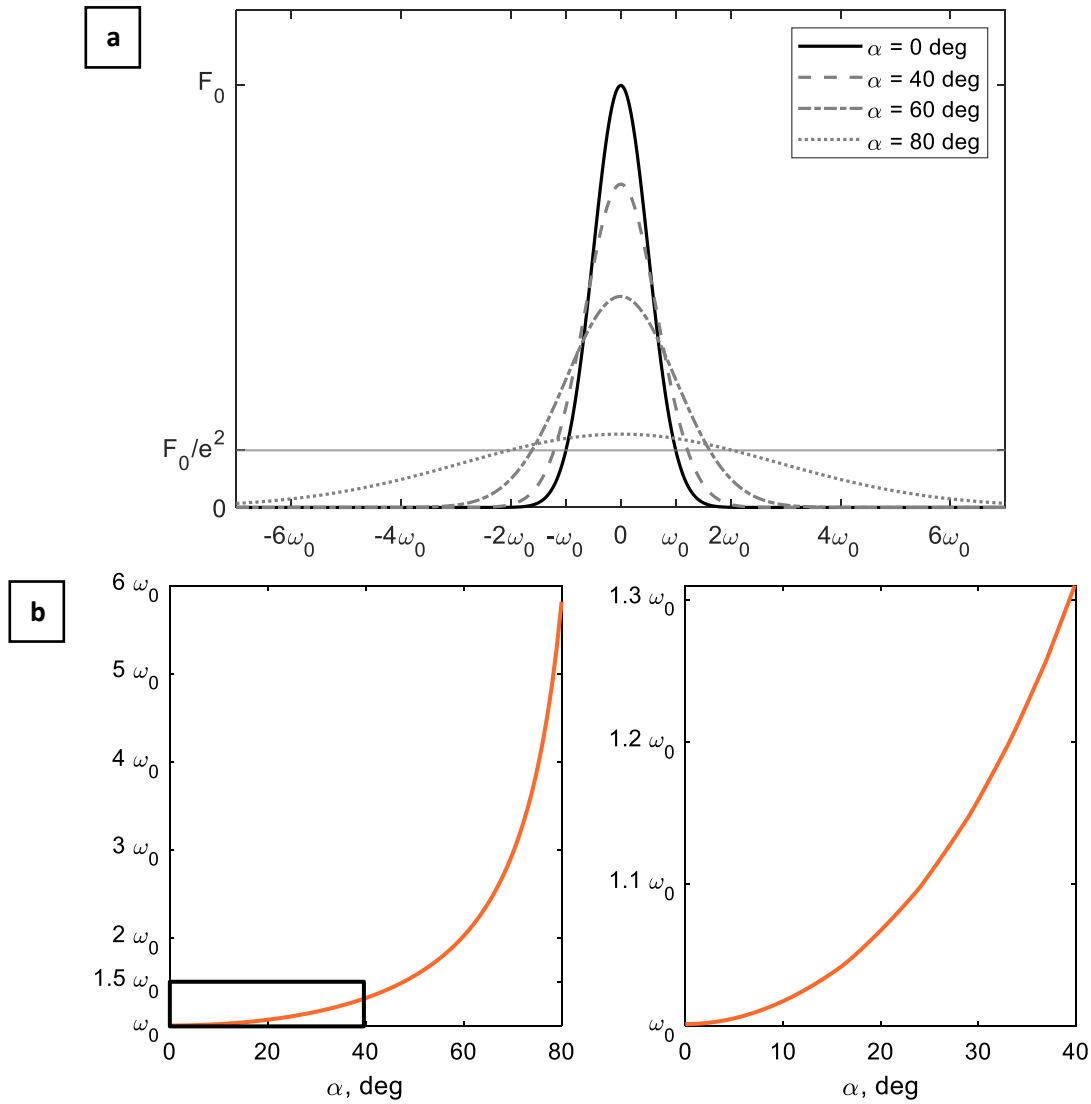 a
F₀
α = 0 deg
α = 40 deg
α = 60 deg
α = 80 deg
F₀/e²
0
-6ω₀ -4ω₀ -2ω₀ -ω₀ 0 ω₀ 2ω₀ 4ω₀ 6ω₀
b
6 ω₀
5 ω₀
4 ω₀
3 ω₀
2 ω₀
1.5 ω₀
ω₀
0 20 40 60 80
α, deg
1.3 ω₀
1.2 ω₀
1.1 ω₀
ω₀
0 10 20 30 40
α, deg